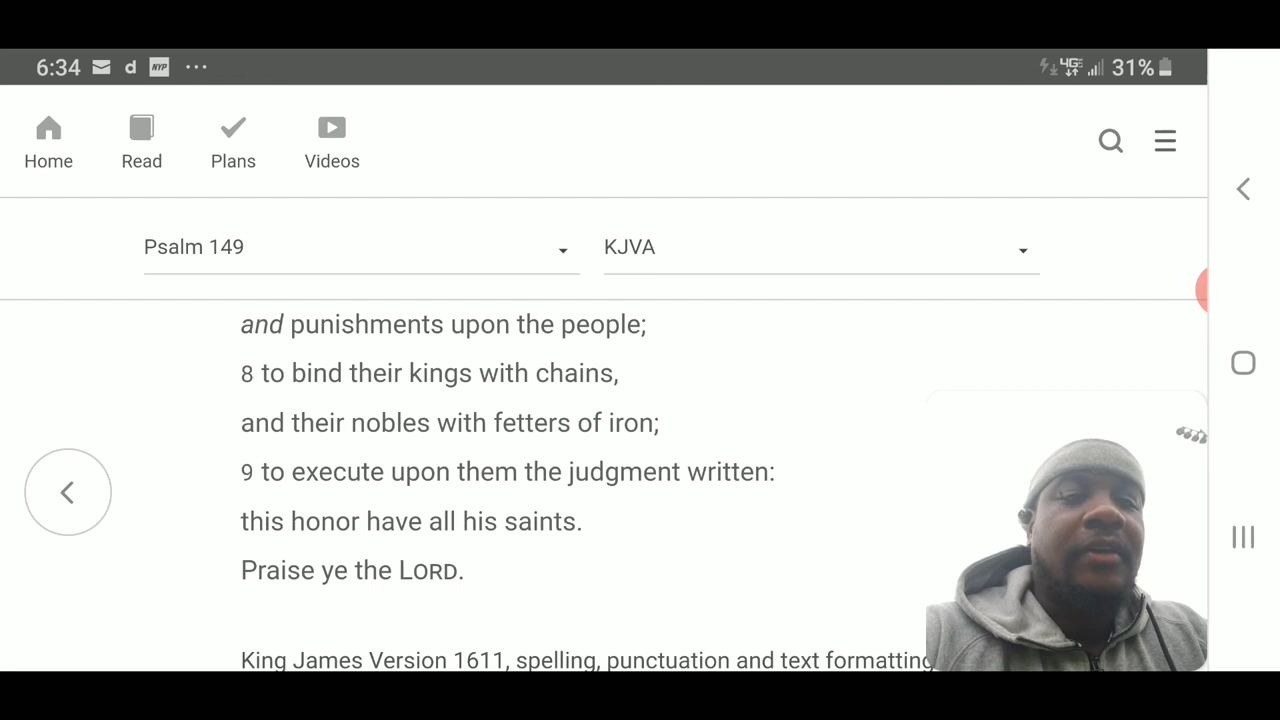 6:34 d NYP ... 4GE 31%
Home Read Plans Videos
Psalm 149 KJVA
and punishments upon the people;
8 to bind their kings with chains,
and their nobles with fetters of iron;
9 to execute upon them the judgment written:
this honor have all his saints.
Praise ye the LORD.
King James Version 1611, spelling, punctuation and text formatting